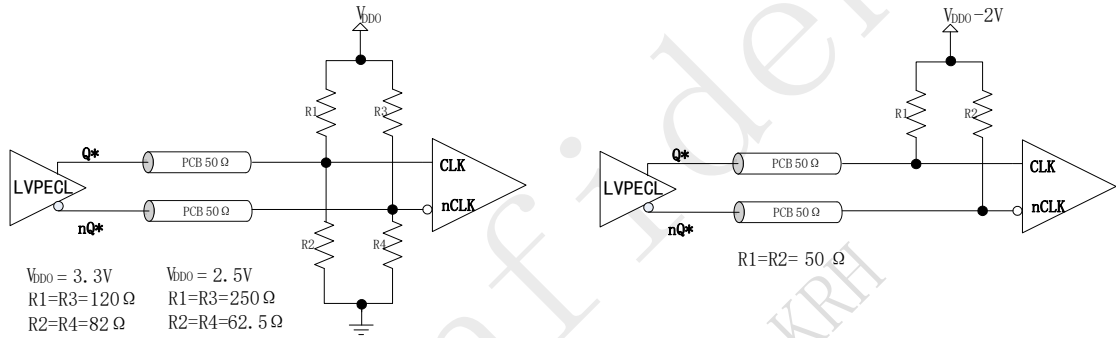 VDDO
R1
R3
Q*
PCB 50 Ω
CLK
LVPECL
PCB 50 Ω
nCLK
nQ*
R2
R4
VDDO = 3.3V
R1=R3=120 Ω
R2=R4=82 Ω
VDDO = 2.5V
R1=R3=250 Ω
R2=R4=62.5 Ω
VDDO-2V
R1
R2
Q*
PCB 50 Ω
CLK
LVPECL
PCB 50 Ω
nCLK
nQ*
R1=R2= 50 Ω
KRH